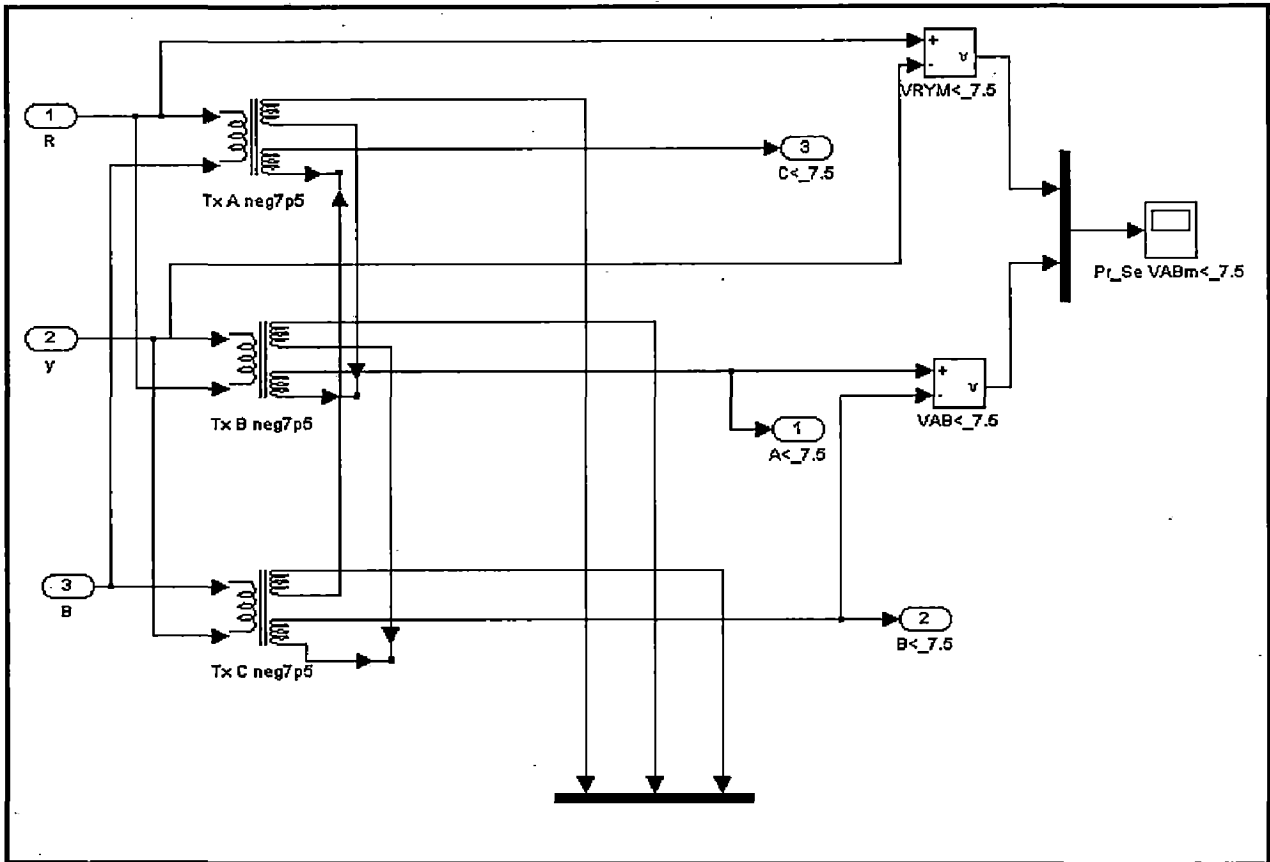 +
-
v
VRYM<_7.5
1
R
3
C<_7.5
Tx A neg7p5
Pr_Se VABm<_7.5
2
y
+
-
v
VAB<_7.5
Tx B neg7p5
1
A<_7.5
3
B
2
B<_7.5
Tx C neg7p5